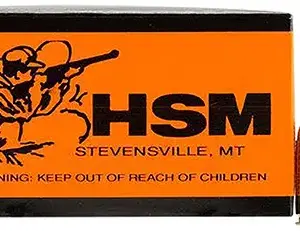 HSM
STEVENSVILLE, MT
NING: KEEP OUT OF REACH OF CHILDREN